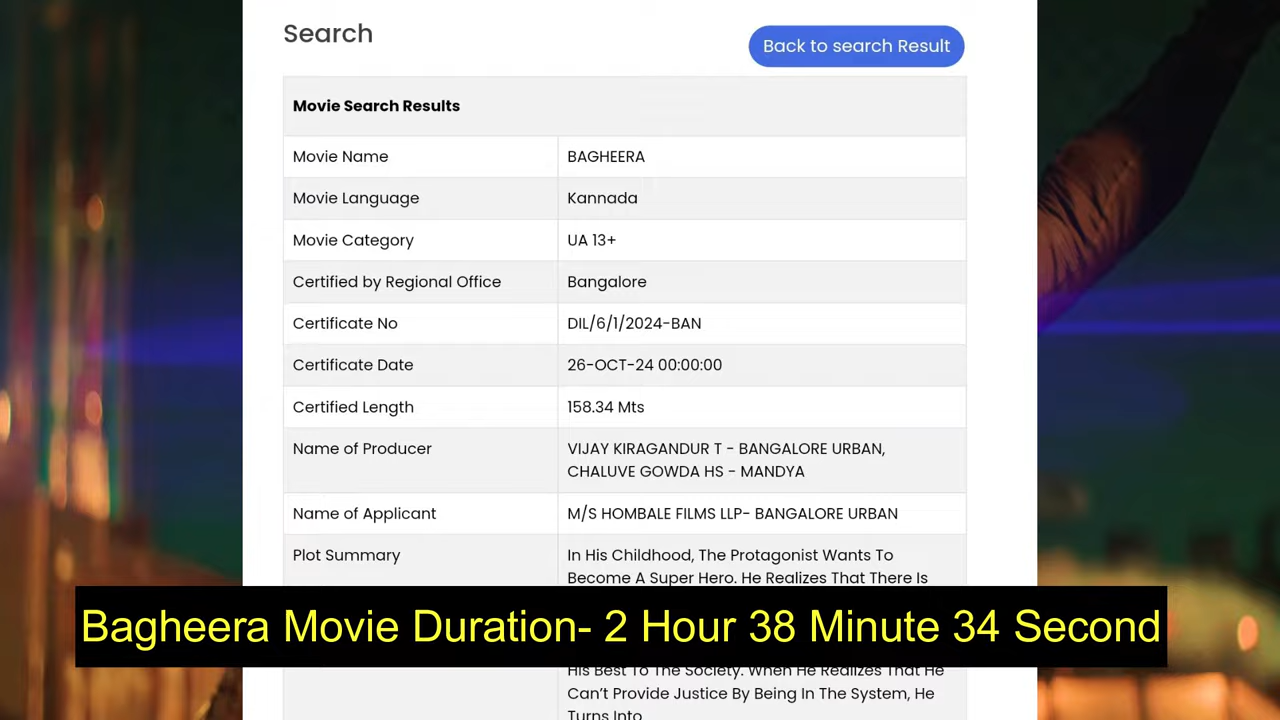 Search
Back to search Result
Movie Search Results
Movie Name BAGHEERA
Movie Language Kannada
Movie Category UA 13+
Certified by Regional Office Bangalore
Certificate No DIL/6/1/2024-BAN
Certificate Date 26-OCT-24 00:00:00
Certified Length 158.34 Mts
Name of Producer VIJAY KIRAGANDUR T - BANGALORE URBAN,
CHALUVE GOWDA HS - MANDYA
Name of Applicant M/S HOMBALE FILMS LLP- BANGALORE URBAN
Plot Summary In His Childhood, The Protagonist Wants To
Become A Super Hero. He Realizes That There Is
Bagheera Movie Duration- 2 Hour 38 Minute 34 Second
His Best To The Society. When He Realizes That He
Can't Provide Justice By Being In The System, He
Turns Into